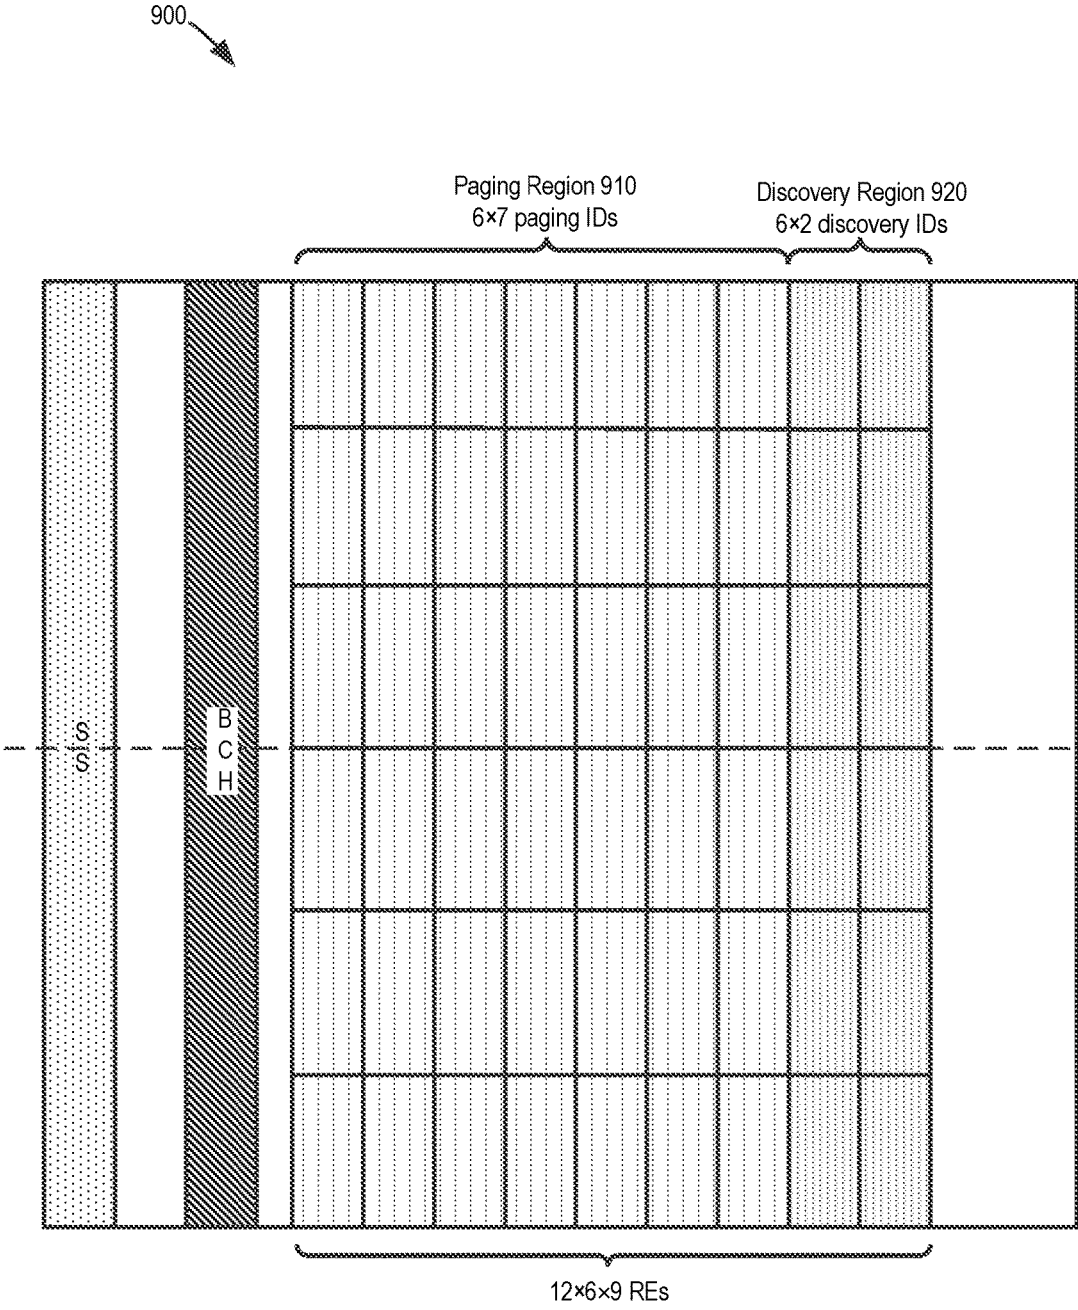 900
Paging Region 910
6×7 paging IDs
Discovery Region 920
6×2 discovery IDs
S
S
B
C
H
12×6×9 REs